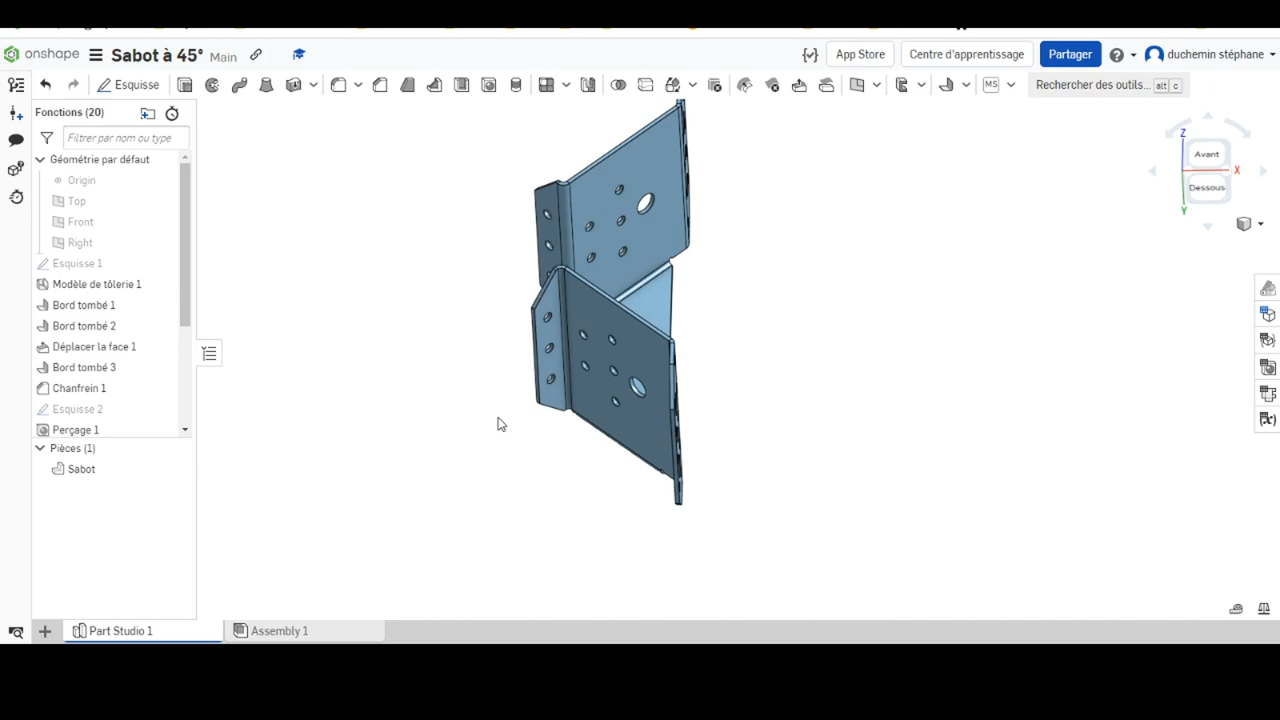 onshape Sabot à 45° Main App Store Centre d'apprentissage Partager duchemin stéphane
Esquisse MS Rechercher des outils... alt c
Fonctions (20)
Filtrer par nom ou type
Géométrie par défaut
Origin
Top
Front
Right
Esquisse 1
Modèle de tôlerie 1
Bord tombé 1
Bord tombé 2
Déplacer la face 1
Bord tombé 3
Chanfrein 1
Esquisse 2
Perçage 1
Pièces (1)
Sabot
Z
Avant
X
Dessous
Y
Part Studio 1
Assembly 1